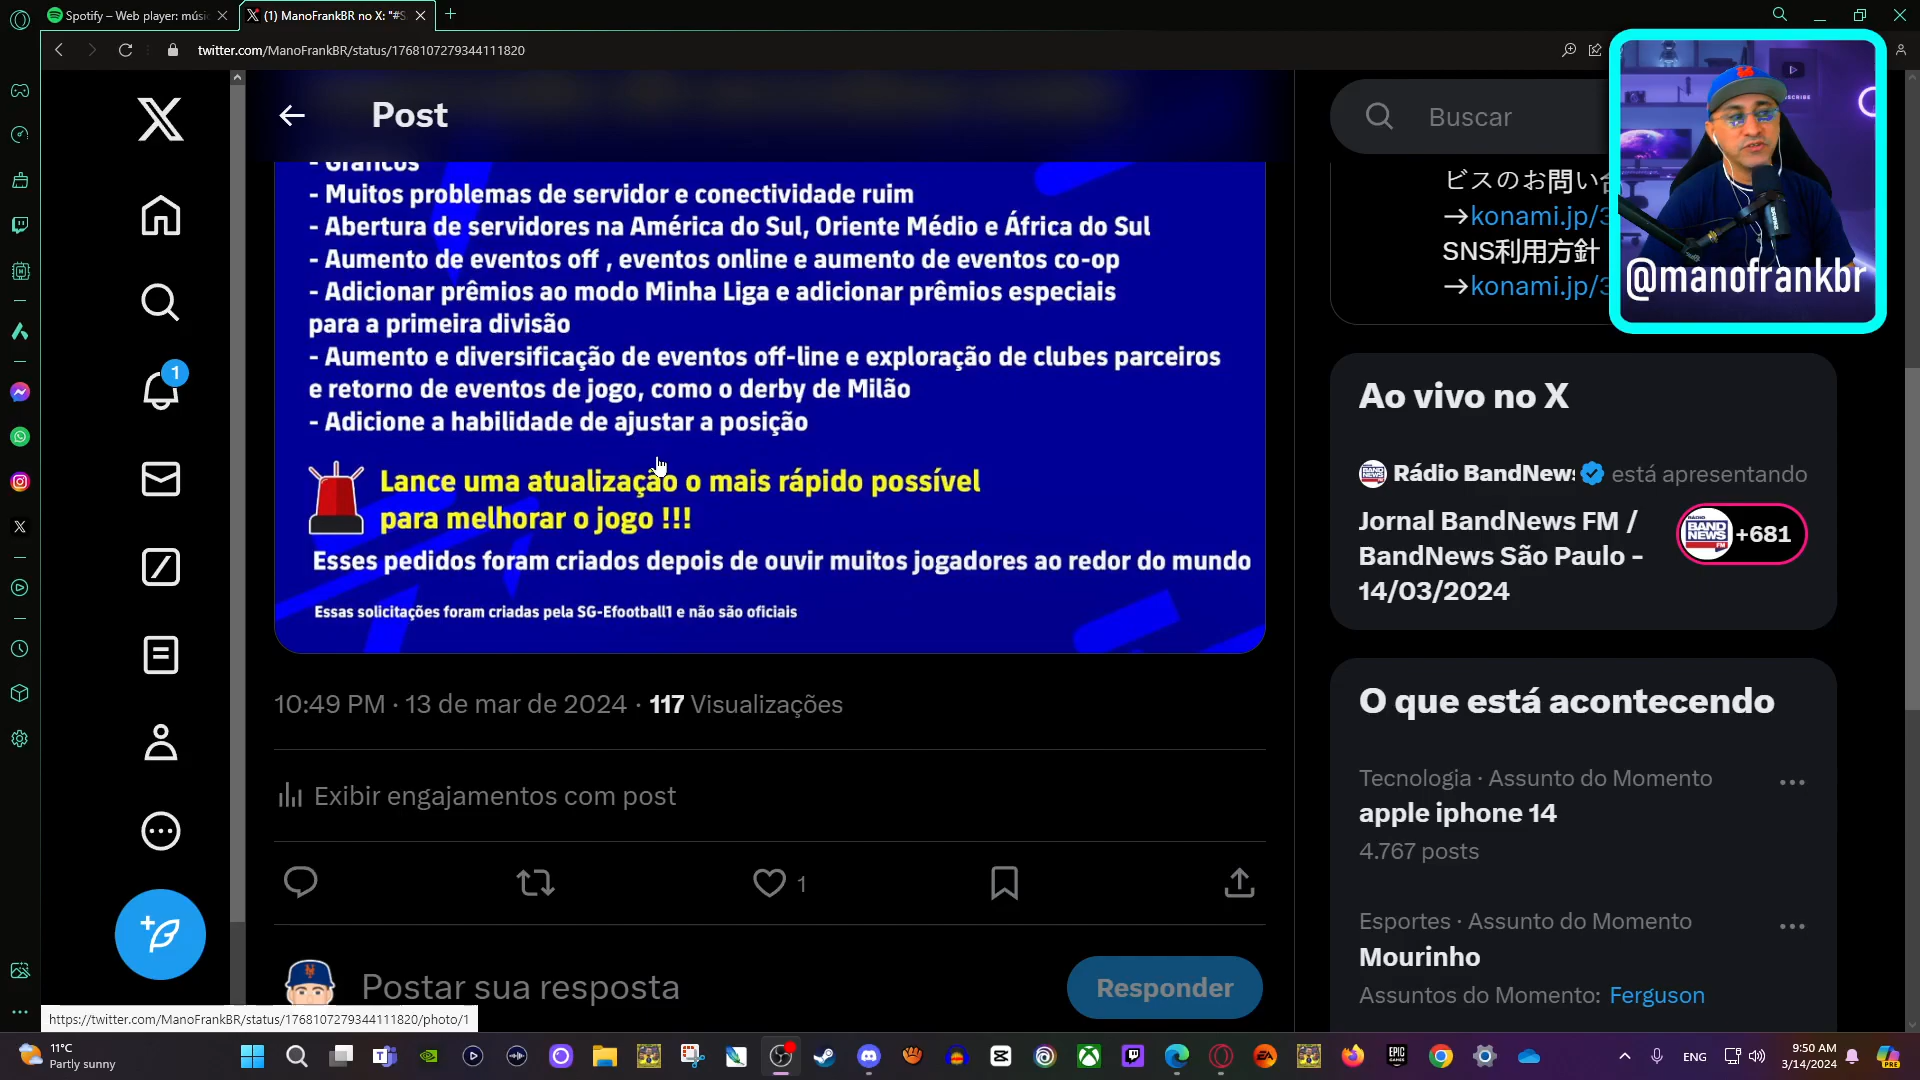 Spotify – Web player: músic
(1) ManoFrankBR no X: "#S
twitter.com/ManoFrankBR/status/1768107279344111820
Post
Buscar
- Gráficos
- Muitos problemas de servidor e conectividade ruim
- Abertura de servidores na América do Sul, Oriente Médio e África do Sul
- Aumento de eventos off , eventos online e aumento de eventos co-op
- Adicionar prêmios ao modo Minha Liga e adicionar prêmios especiais
para a primeira divisão
- Aumento e diversificação de eventos off-line e exploração de clubes parceiros
e retorno de eventos de jogo, como o derby de Milão
- Adicione a habilidade de ajustar a posição
Lance uma atualização o mais rápido possível
para melhorar o jogo !!!
Esses pedidos foram criados depois de ouvir muitos jogadores ao redor do mundo
Essas solicitações foram criadas pela SG-Efootball1 e não são oficiais
10:49 PM · 13 de mar de 2024 · 117 Visualizações
Exibir engajamentos com post
1
Postar sua resposta
Responder
ビスのお問い合
→konami.jp/3
SNS利用方針
→konami.jp/3
@manofrankbr
Ao vivo no X
Rádio BandNews está apresentando
Jornal BandNews FM /
BandNews São Paulo -
14/03/2024
BAND
NEWS
FM
+681
O que está acontecendo
Tecnologia · Assunto do Momento
apple iphone 14
4.767 posts
Esportes · Assunto do Momento
Mourinho
Assuntos do Momento: Ferguson
1
https://twitter.com/ManoFrankBR/status/1768107279344111820/photo/1
11°C
Partly sunny
ENG
9:50 AM
3/14/2024